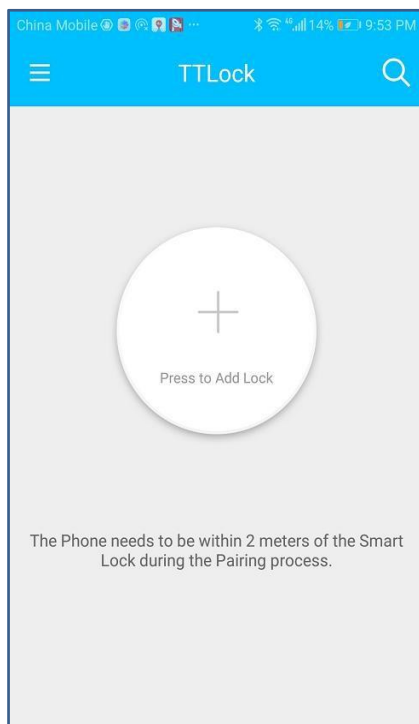 China Mobile ... 4G 14% 9:53 PM
TTLock
Press to Add Lock
The Phone needs to be within 2 meters of the Smart
Lock during the Pairing process.